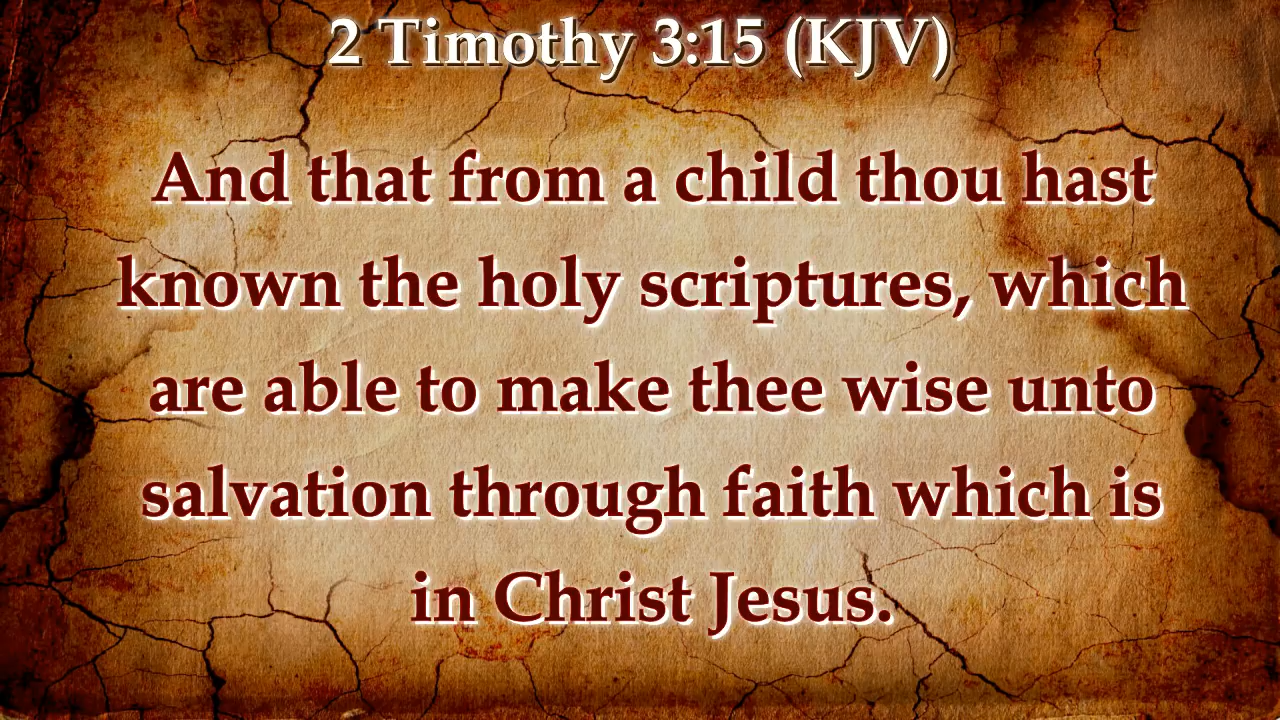 2 Timothy 3:15 (KJV)
And that from a child thou hast
known the holy scriptures, which
are able to make thee wise unto
salvation through faith which is
in Christ Jesus.